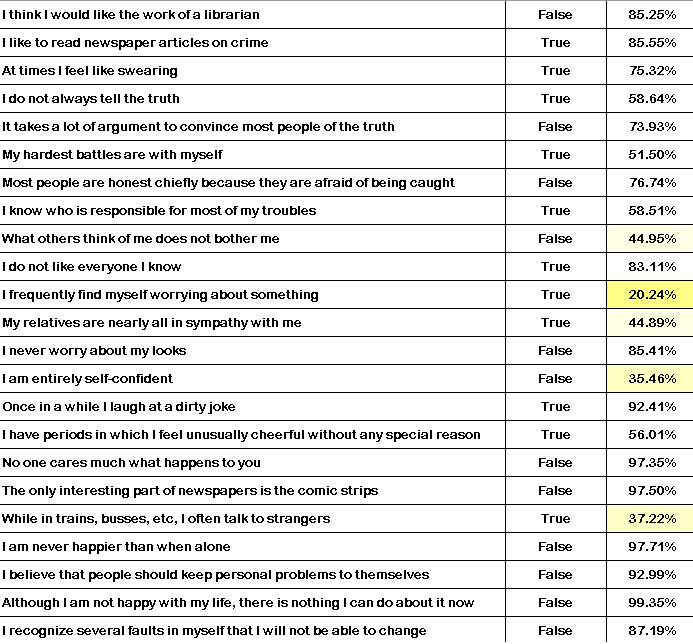 I think I would like the work of a librarian False 85.25%
I like to read newspaper articles on crime True 85.55%
At times I feel like swearing True 75.32%
I do not always tell the truth True 58.64%
It takes a lot of argument to convince most people of the truth False 73.93%
My hardest battles are with myself True 51.50%
Most people are honest chiefly because they are afraid of being caught False 76.74%
I know who is responsible for most of my troubles True 58.51%
What others think of me does not bother me False 44.95%
I do not like everyone I know True 83.11%
I frequently find myself worrying about something True 20.24%
My relatives are nearly all in sympathy with me True 44.89%
I never worry about my looks False 85.41%
I am entirely self-confident False 35.46%
Once in a while I laugh at a dirty joke True 92.41%
I have periods in which I feel unusually cheerful without any special reason True 56.01%
No one cares much what happens to you False 97.35%
The only interesting part of newspapers is the comic strips False 97.50%
While in trains, busses, etc, I often talk to strangers True 37.22%
I am never happier than when alone False 97.71%
I believe that people should keep personal problems to themselves False 92.99%
Although I am not happy with my life, there is nothing I can do about it now False 99.35%
I recognize several faults in myself that I will not be able to change False 87.19%